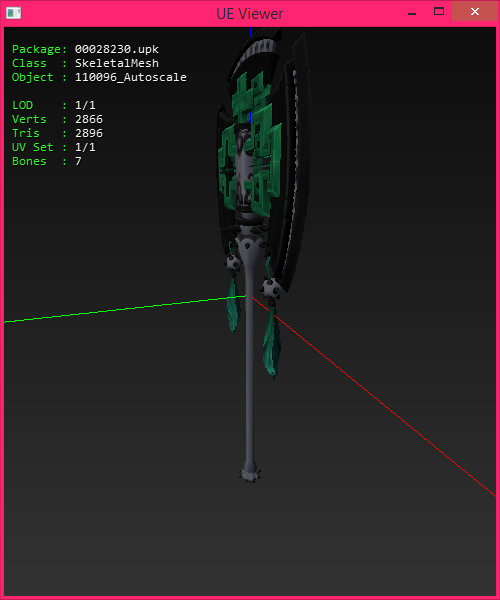 UE Viewer
Package: 00028230.upk
Class : SkeletalMesh
Object : 110096_Autoscale
LOD : 1/1
Verts : 2866
Tris : 2896
UV Set : 1/1
Bones : 7